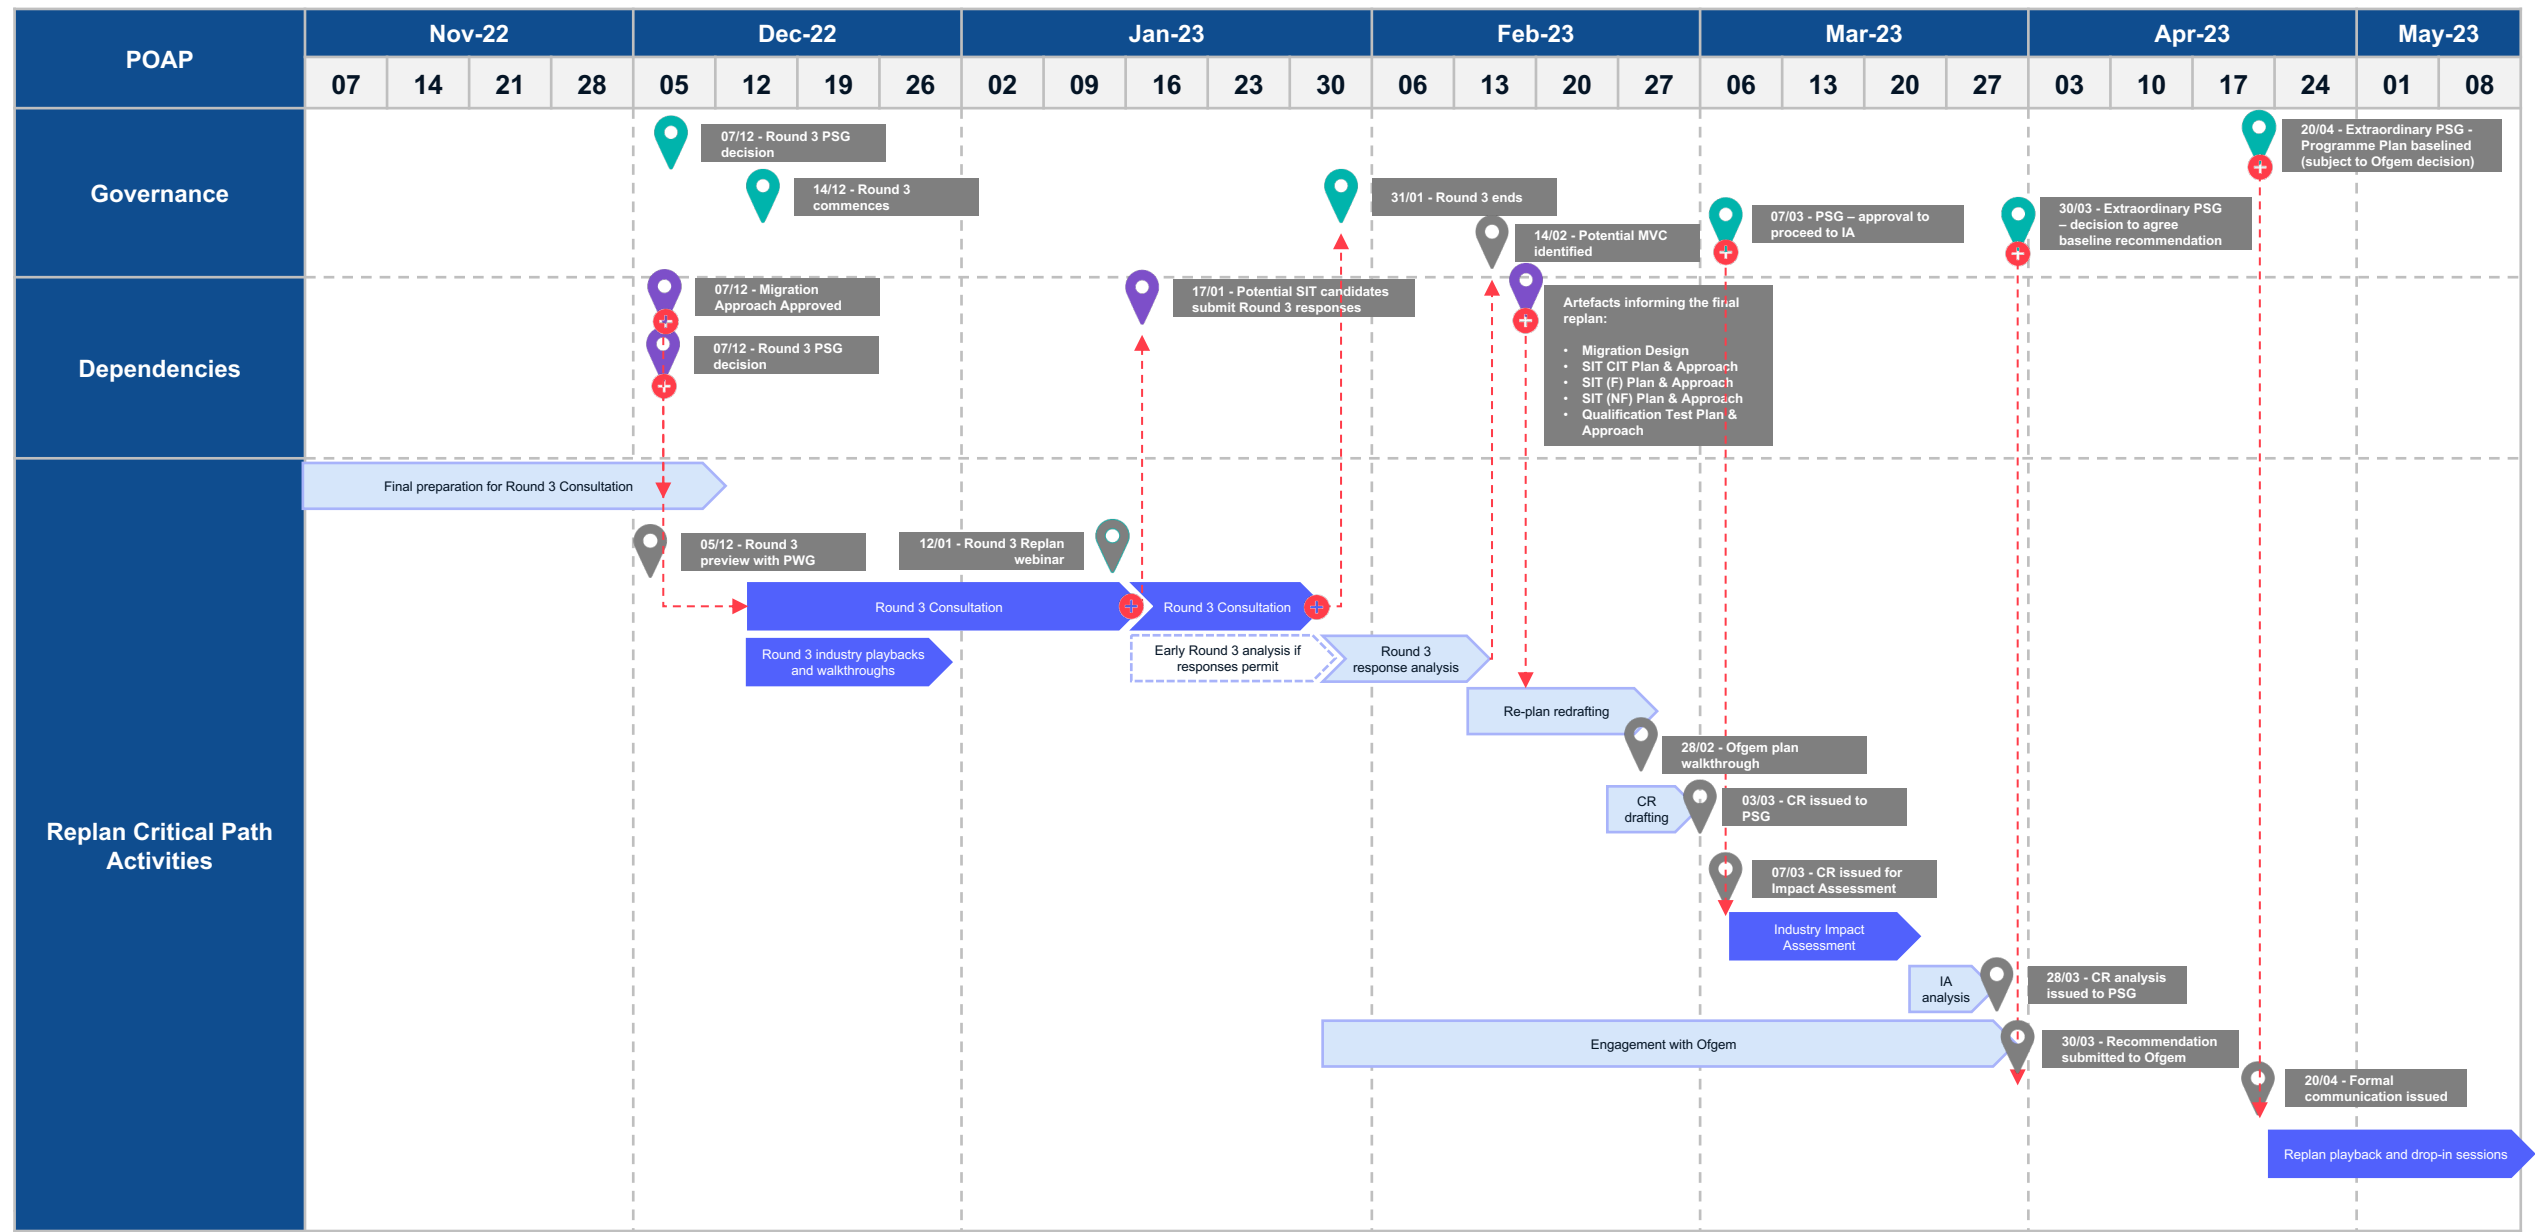 POAP
Nov-22
Dec-22
Jan-23
Feb-23
Mar-23
Apr-23
May-23
07
14
21
28
05
12
19
26
02
09
16
23
30
06
13
20
27
06
13
20
27
03
10
17
24
01
08
Governance
07/12 - Round 3 PSG
decision
14/12 - Round 3
commences
31/01 - Round 3 ends
14/02 - Potential MVC
identified
07/03 - PSG – approval to
proceed to IA
30/03 - Extraordinary PSG
– decision to agree
baseline recommendation
20/04 - Extraordinary PSG -
Programme Plan baselined
(subject to Ofgem decision)
Dependencies
07/12 - Migration
Approach Approved
07/12 - Round 3 PSG
decision
17/01 - Potential SIT candidates
submit Round 3 responses
Artefacts informing the final
replan:
• Migration Design
• SIT CIT Plan & Approach
• SIT (F) Plan & Approach
• SIT (NF) Plan & Approach
• Qualification Test Plan &
Approach
Replan Critical Path
Activities
Final preparation for Round 3 Consultation
05/12 - Round 3
preview with PWG
12/01 - Round 3 Replan
webinar
Round 3 Consultation
Round 3 Consultation
Round 3 industry playbacks
and walkthroughs
Early Round 3 analysis if
responses permit
Round 3
response analysis
Re-plan redrafting
28/02 - Ofgem plan
walkthrough
CR
drafting
03/03 - CR issued to
PSG
07/03 - CR issued for
Impact Assessment
Industry Impact
Assessment
IA
analysis
28/03 - CR analysis
issued to PSG
Engagement with Ofgem
30/03 - Recommendation
submitted to Ofgem
20/04 - Formal
communication issued
Replan playback and drop-in sessions